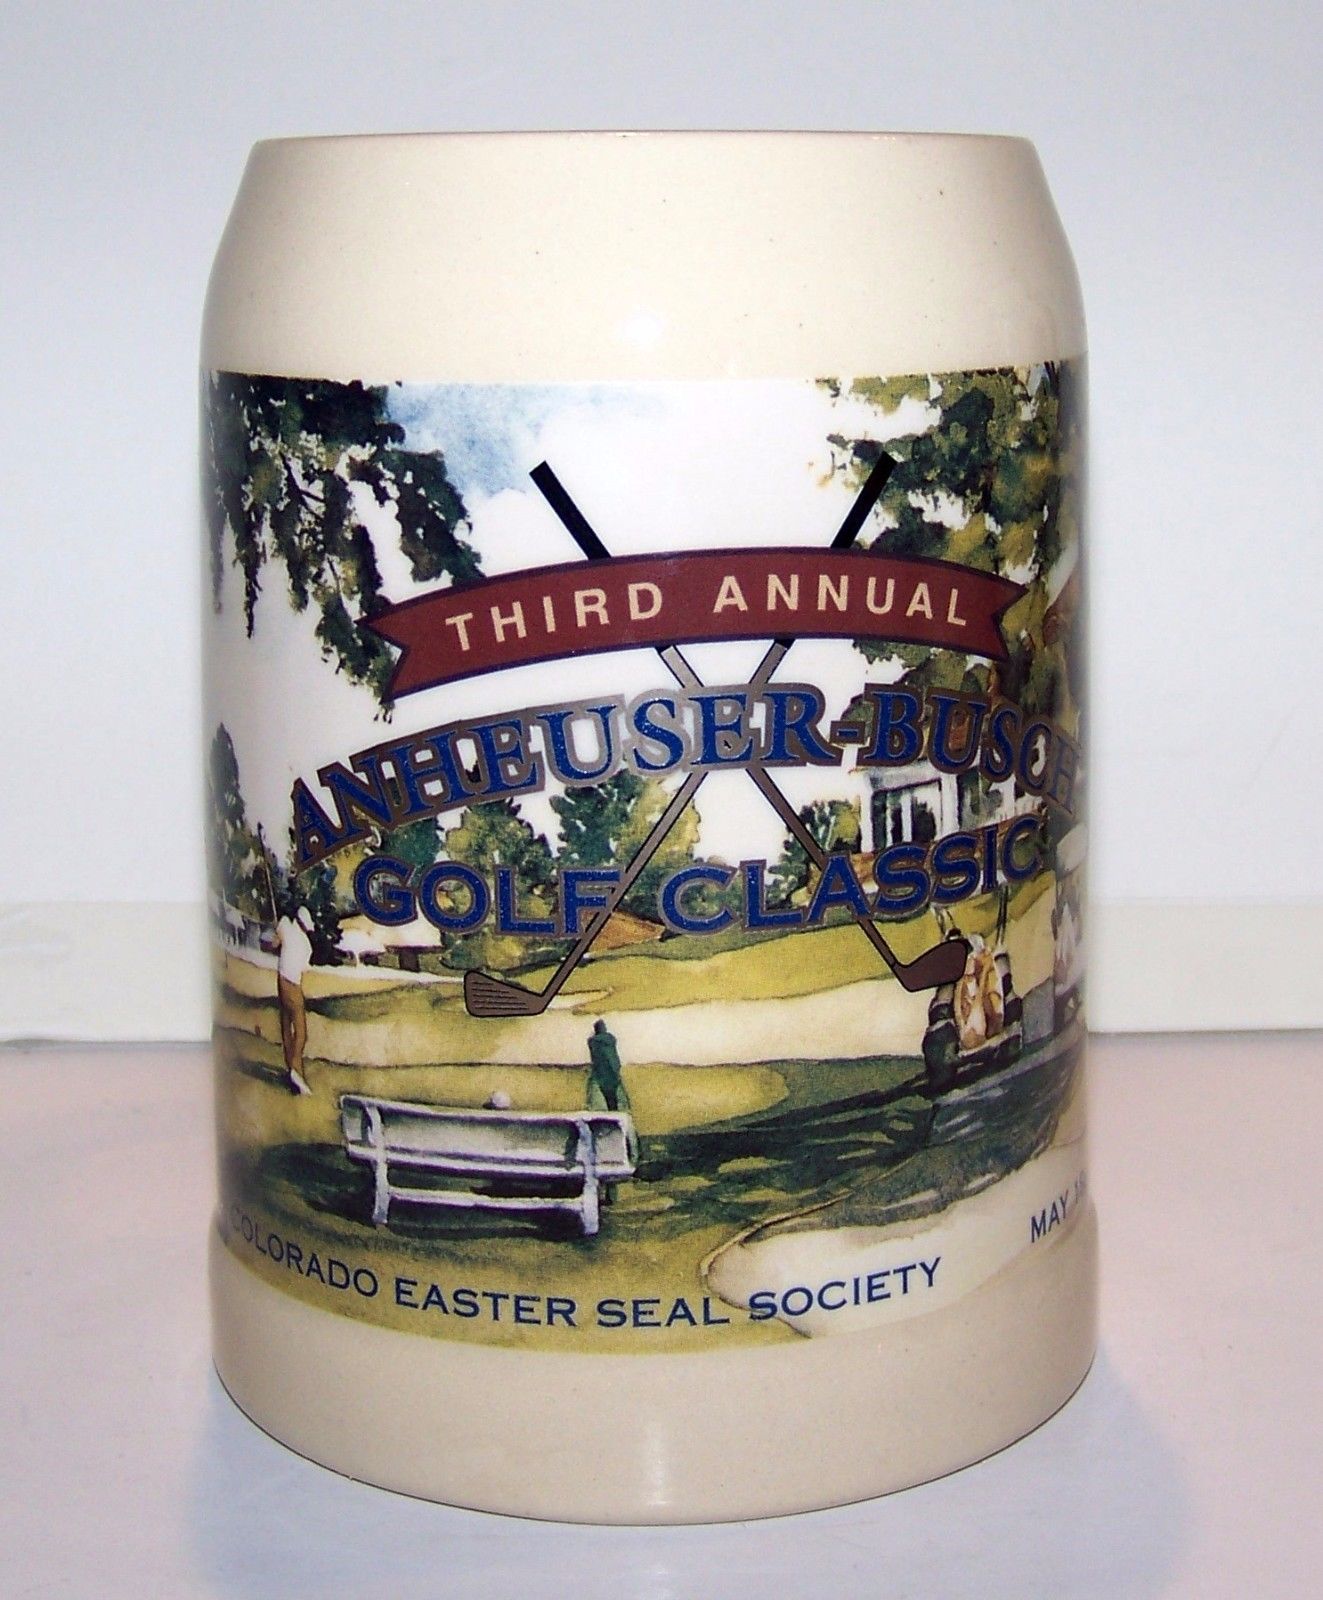 THIRD ANNUAL
ANHEUSER-BUSCH
GOLF CLASSIC
COLORADO EASTER SEAL SOCIETY
MAY